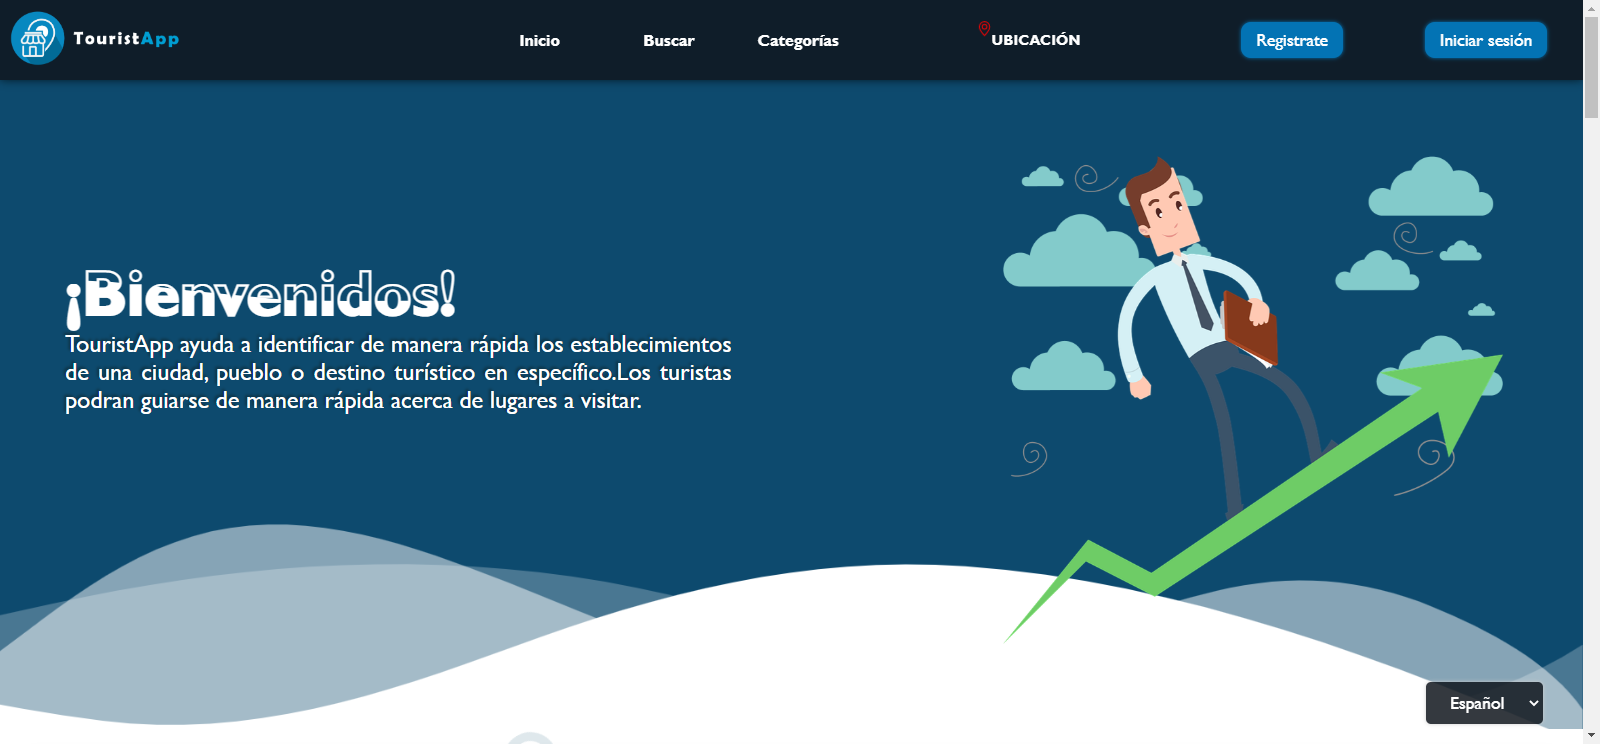 TouristApp
Inicio
Buscar
Categorías
UBICACIÓN
Registrate
Iniciar sesión
¡Bienvenidos!
TouristApp ayuda a identificar de manera rápida los establecimientos
de una ciudad, pueblo o destino turístico en específico.Los turistas
podran guiarse de manera rápida acerca de lugares a visitar.
Español